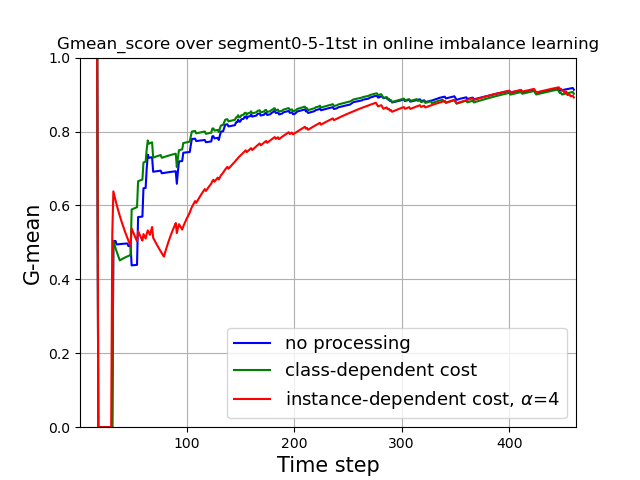 Gmean_score over segment0-5-1tst in online imbalance learning
1.0
0.8
0.6
0.4
0.2
0.0
G-mean
no processing
class-dependent cost
instance-dependent cost, α=4
100 200 300 400
Time step